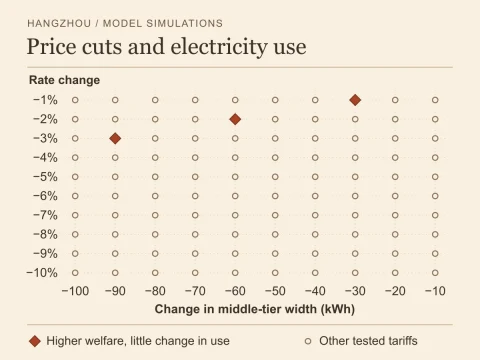 HANGZHOU / MODEL SIMULATIONS
Price cuts and electricity use
Rate change
−1%
−2%
−3%
−4%
−5%
−6%
−7%
−8%
−9%
−10%
−100 −90 −80 −70 −60 −50 −40 −30 −20 −10
Change in middle-tier width (kWh)
Higher welfare, little change in use Other tested tariffs